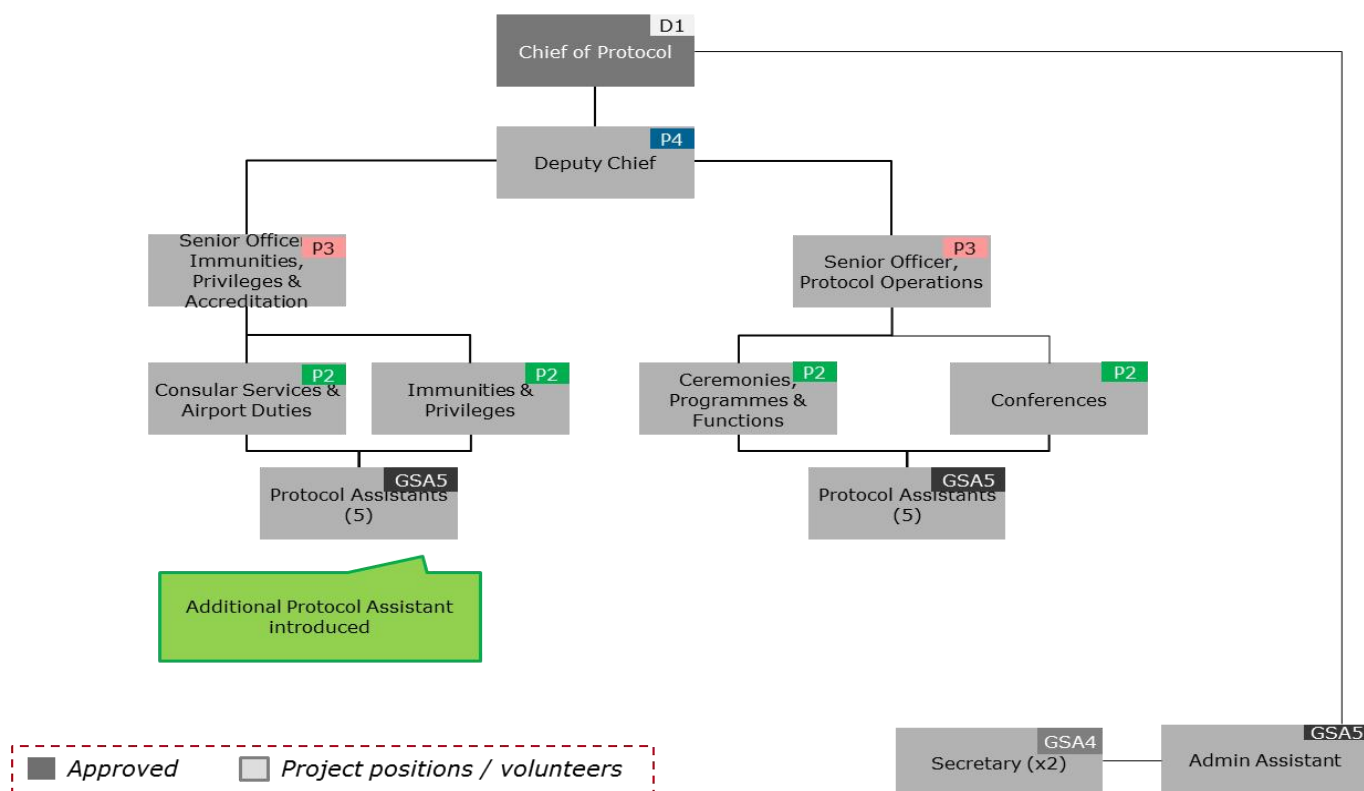 D1
Chief of Protocol
P4
Deputy Chief
P3
Senior Officer
Immunities,
Privileges &
Accreditation
P3
Senior Officer,
Protocol Operations
P2
Consular Services &
Airport Duties
P2
Immunities &
Privileges
P2
Ceremonies,
Programmes &
Functions
P2
Conferences
GSA5
Protocol Assistants
(5)
GSA5
Protocol Assistants
(5)
Additional Protocol Assistant
introduced
GSA4
Secretary (x2)
GSA5
Admin Assistant
Approved
Project positions / volunteers